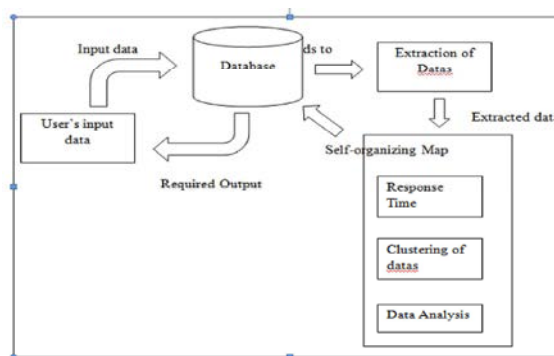 Input data
Database
ds to
Extraction of
Datas
User's input
data
Extracted dat
Self-organizing Map
Required Output
Response
Time
Clustering of
datas
Data Analysis